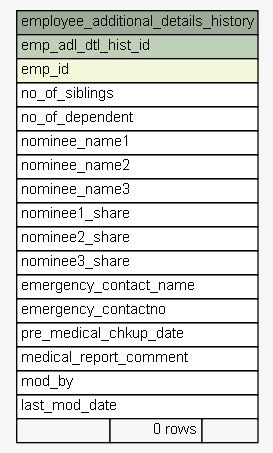 employee_additional_details_history
emp_adl_dtl_hist_id
emp_id
no_of_siblings
no_of_dependent
nominee_name1
nominee_name2
nominee_name3
nominee1_share
nominee2_share
nominee3_share
emergency_contact_name
emergency_contactno
pre_medical_chkup_date
medical_report_comment
mod_by
last_mod_date
0 rows